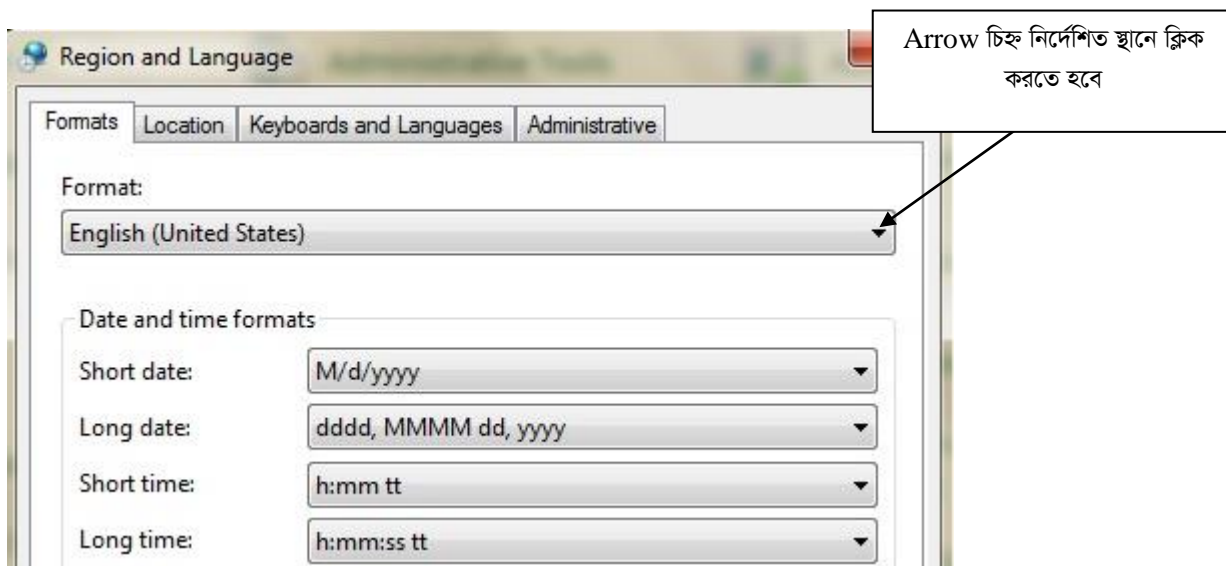 Arrow চিহ্ন নির্দেশিত স্থানে ক্লিক
করতে হবে
Region and Language
Formats Location Keyboards and Languages Administrative
Format:
English (United States)
Date and time formats
Short date: M/d/yyyy
Long date: dddd, MMMM dd, yyyy
Short time: h:mm tt
Long time: h:mm:ss tt